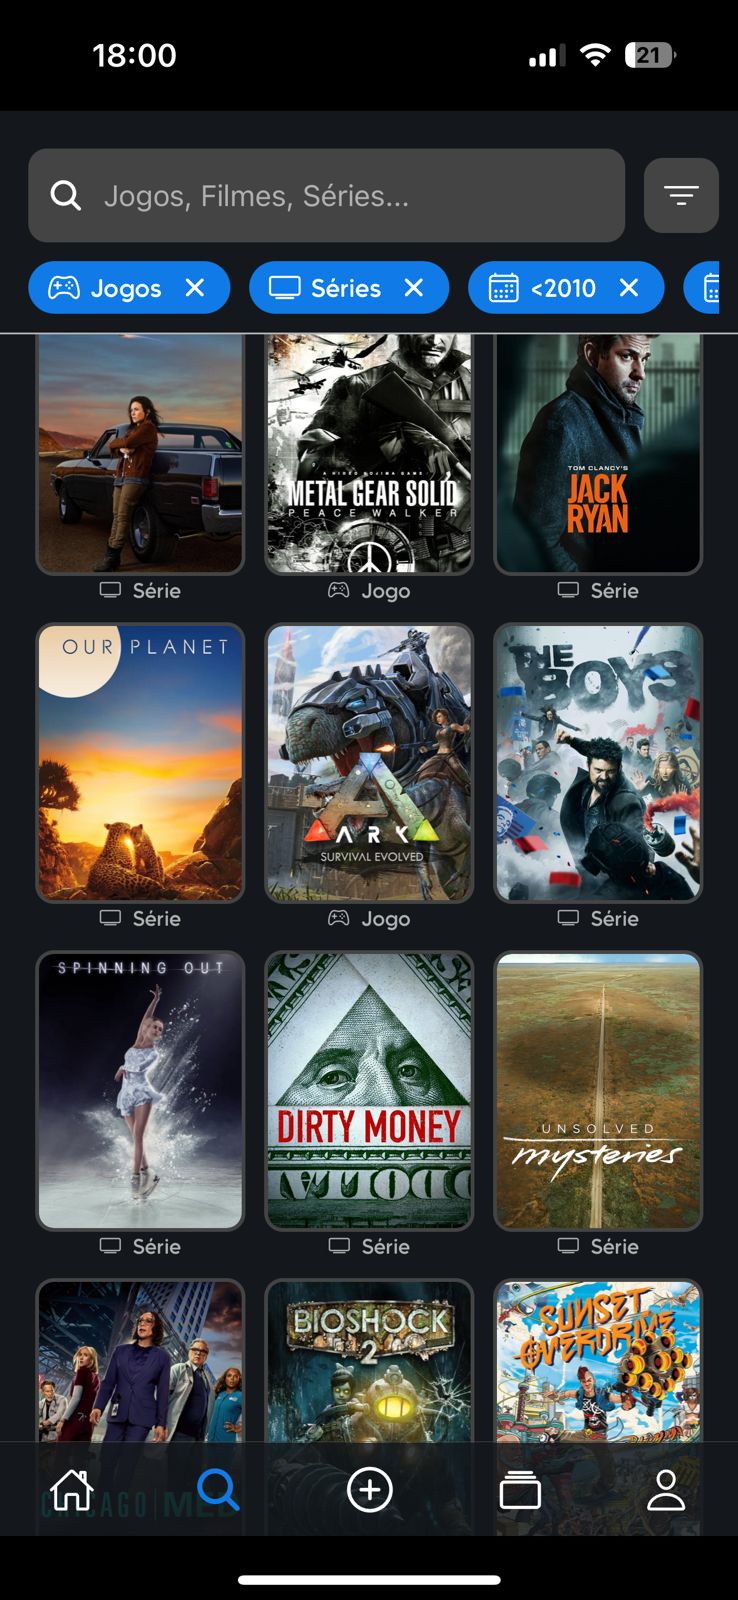 18:00
21
Jogos, Filmes, Séries...
Jogos
Séries
<2010
A HIDEO KOJIMA GAME
METAL GEAR SOLID
PEACE WALKER
TOM CLANCY'S
JACK
RYAN
Série
Jogo
Série
OUR PLANET
THE
BOYS
ARK
SURVIVAL EVOLVED
Série
Jogo
Série
SPINNING OUT
DIRTY MONEY
UNSOLVED
mysteries
Série
Série
Série
BIOSHOCK
2
SUNSET
OVERDRIVE
CHICAGO MED